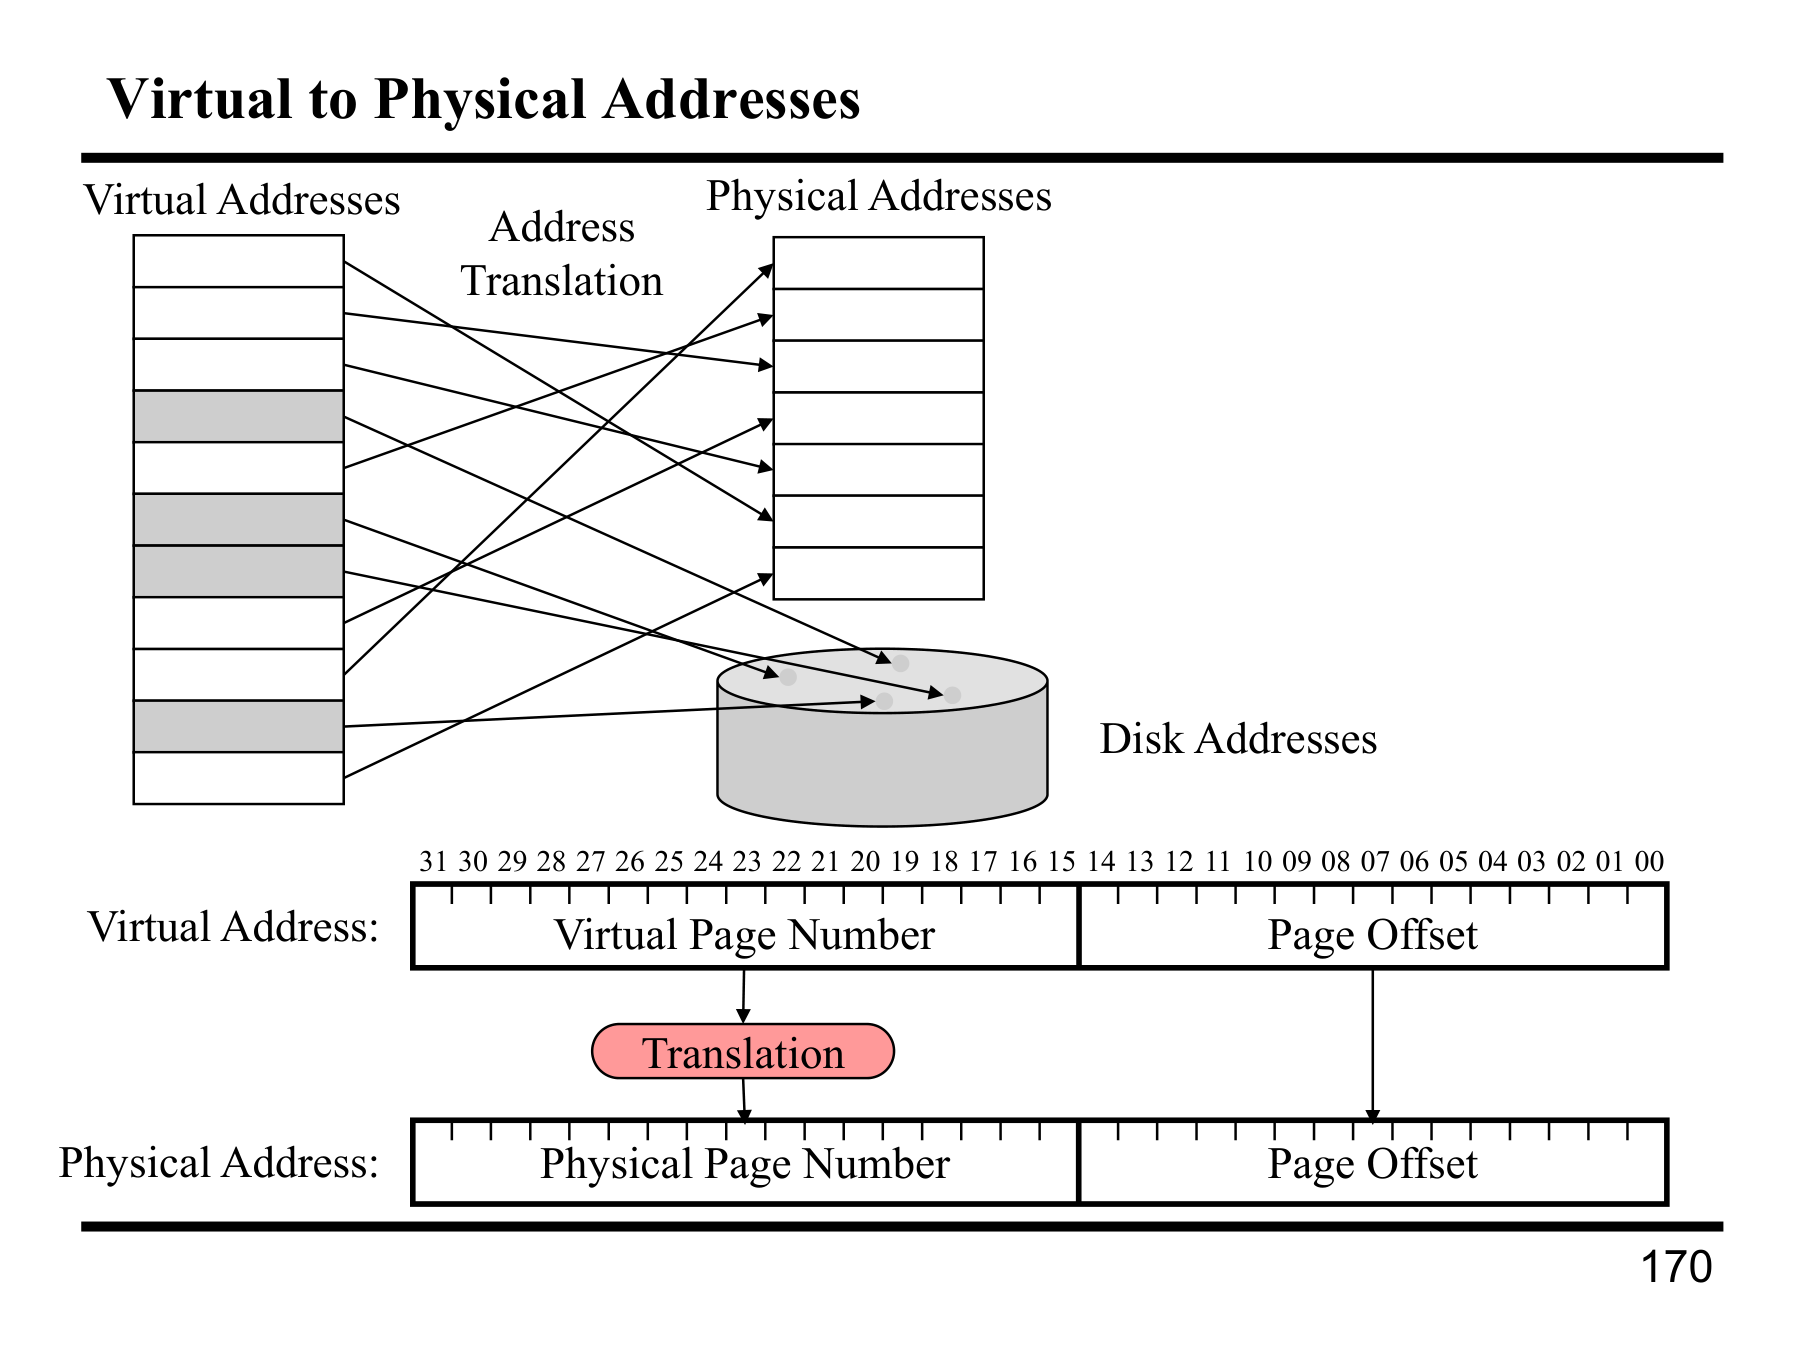 Virtual to Physical Addresses
Virtual Addresses
Address
Translation
Physical Addresses
Disk Addresses
31 30 29 28 27 26 25 24 23 22 21 20 19 18 17 16 15 14 13 12 11 10 09 08 07 06 05 04 03 02 01 00
Virtual Address:
Virtual Page Number
Page Offset
Translation
Physical Address:
Physical Page Number
Page Offset
170